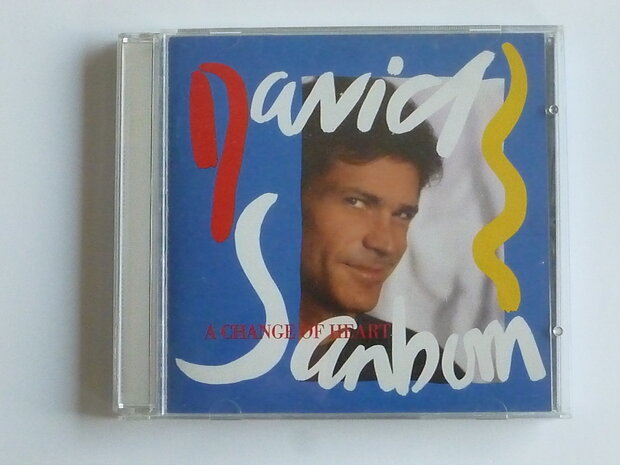 David
A CHANGE OF HEART
Sanborn